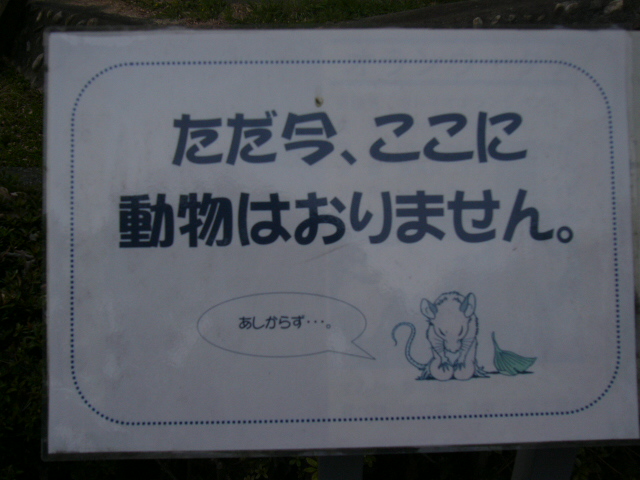 ただ今、ここに
動物はおりません。
あしからず・・・。